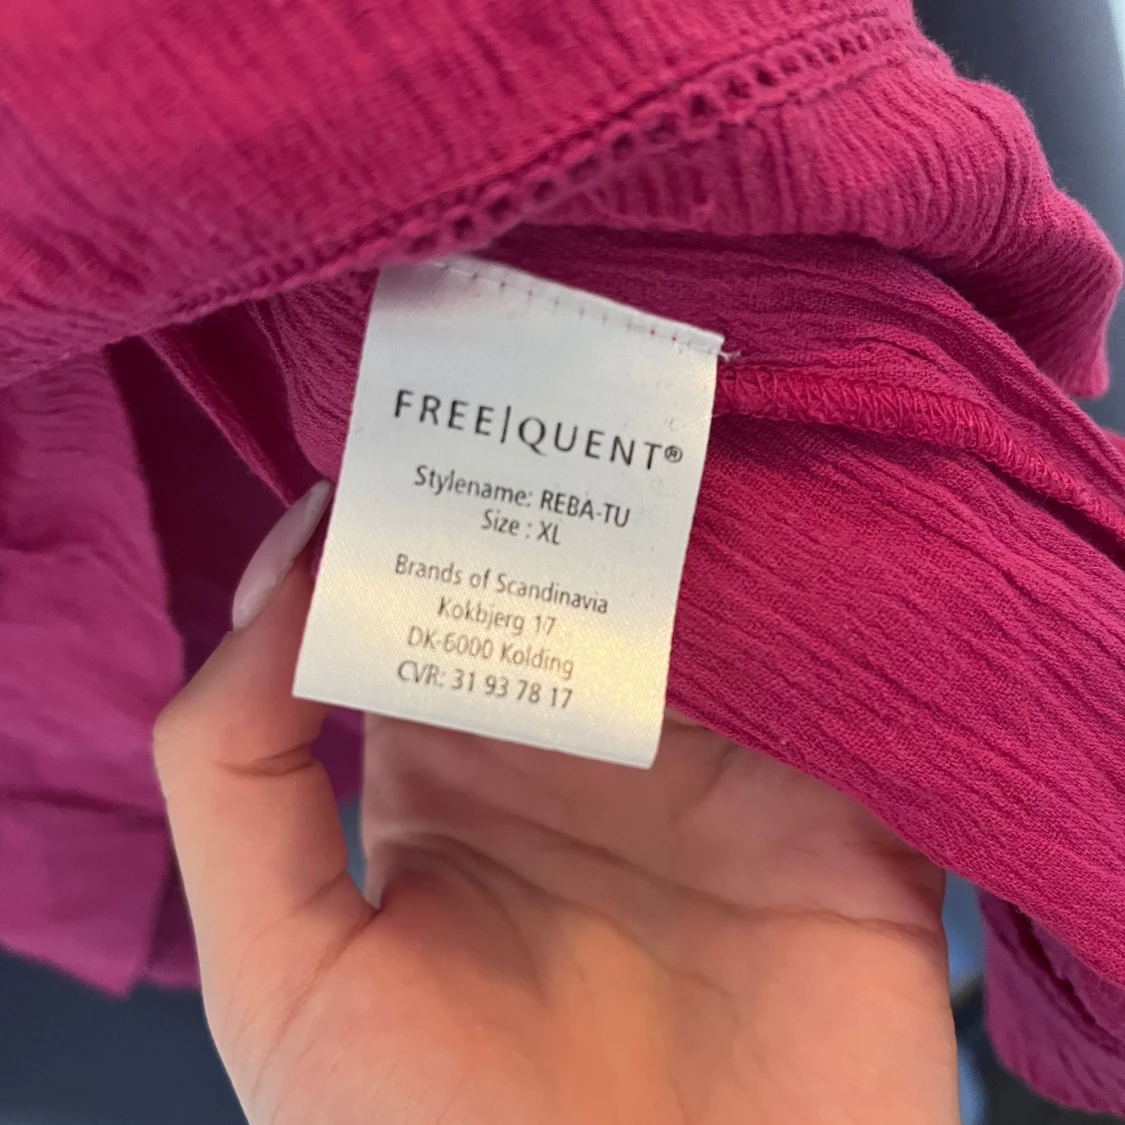 FREE|QUENT®
Stylename: REBA-TU
Size : XL
Brands of Scandinavia
Kokbjerg 17
DK-6000 Kolding
CVR: 31 93 78 17